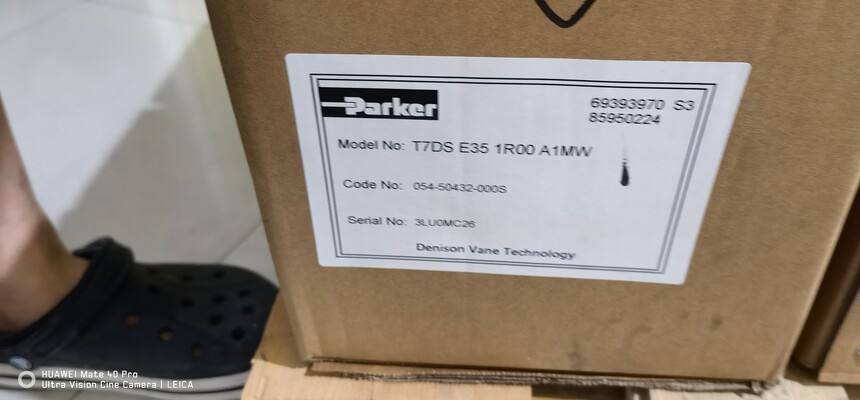 Parker
69393970 S3
85950224
Model No: T7DS E35 1R00 A1MW
Code No: 054-50432-000S
Serial No: 3LU0MC26
Denison Vane Technology
HUAWEI Mate 40 Pro
Ultra Vision Cine Camera | LEICA